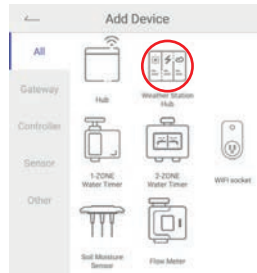 Add Device
All
Gateway
Controller
Sensor
Other
Hub
Weather Station
Hub
1-ZONE
Water Timer
2-ZONE
Water Timer
WIFI socket
Soil Moisture
Sensor
Flow Meter